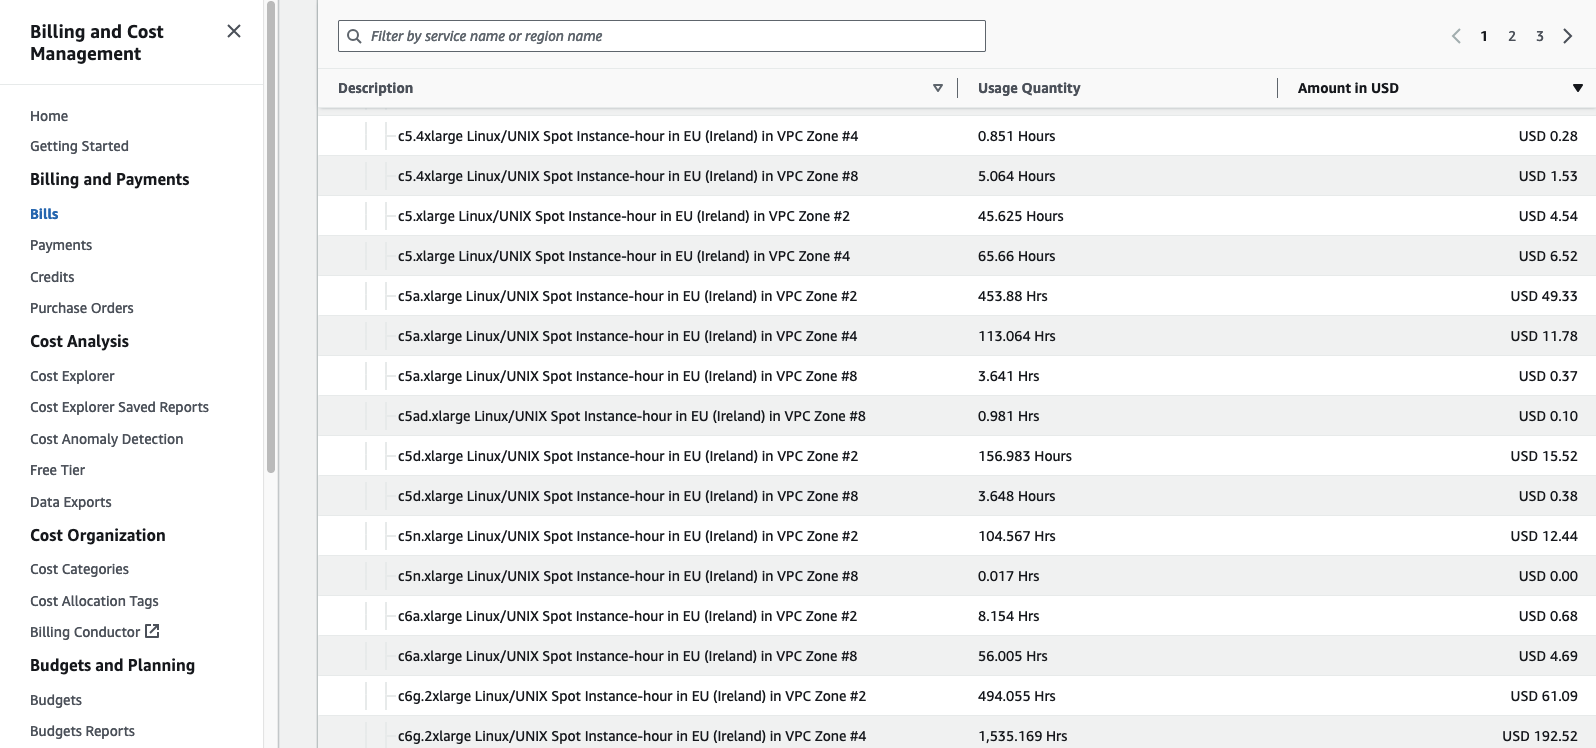 Billing and Cost
Management
Home
Getting Started
Billing and Payments
Bills
Payments
Credits
Purchase Orders
Cost Analysis
Cost Explorer
Cost Explorer Saved Reports
Cost Anomaly Detection
Free Tier
Data Exports
Cost Organization
Cost Categories
Cost Allocation Tags
Billing Conductor
Budgets and Planning
Budgets
Budgets Reports
Filter by service name or region name
1 2 3
Description Usage Quantity Amount in USD
c5.4xlarge Linux/UNIX Spot Instance-hour in EU (Ireland) in VPC Zone #4 0.851 Hours USD 0.28
c5.4xlarge Linux/UNIX Spot Instance-hour in EU (Ireland) in VPC Zone #8 5.064 Hours USD 1.53
c5.xlarge Linux/UNIX Spot Instance-hour in EU (Ireland) in VPC Zone #2 45.625 Hours USD 4.54
c5.xlarge Linux/UNIX Spot Instance-hour in EU (Ireland) in VPC Zone #4 65.66 Hours USD 6.52
c5a.xlarge Linux/UNIX Spot Instance-hour in EU (Ireland) in VPC Zone #2 453.88 Hrs USD 49.33
c5a.xlarge Linux/UNIX Spot Instance-hour in EU (Ireland) in VPC Zone #4 113.064 Hrs USD 11.78
c5a.xlarge Linux/UNIX Spot Instance-hour in EU (Ireland) in VPC Zone #8 3.641 Hrs USD 0.37
c5ad.xlarge Linux/UNIX Spot Instance-hour in EU (Ireland) in VPC Zone #8 0.981 Hrs USD 0.10
c5d.xlarge Linux/UNIX Spot Instance-hour in EU (Ireland) in VPC Zone #2 156.983 Hours USD 15.52
c5d.xlarge Linux/UNIX Spot Instance-hour in EU (Ireland) in VPC Zone #8 3.648 Hours USD 0.38
c5n.xlarge Linux/UNIX Spot Instance-hour in EU (Ireland) in VPC Zone #2 104.567 Hrs USD 12.44
c5n.xlarge Linux/UNIX Spot Instance-hour in EU (Ireland) in VPC Zone #8 0.017 Hrs USD 0.00
c6a.xlarge Linux/UNIX Spot Instance-hour in EU (Ireland) in VPC Zone #2 8.154 Hrs USD 0.68
c6a.xlarge Linux/UNIX Spot Instance-hour in EU (Ireland) in VPC Zone #8 56.005 Hrs USD 4.69
c6g.2xlarge Linux/UNIX Spot Instance-hour in EU (Ireland) in VPC Zone #2 494.055 Hrs USD 61.09
c6g.2xlarge Linux/UNIX Spot Instance-hour in EU (Ireland) in VPC Zone #4 1,535.169 Hrs USD 192.52